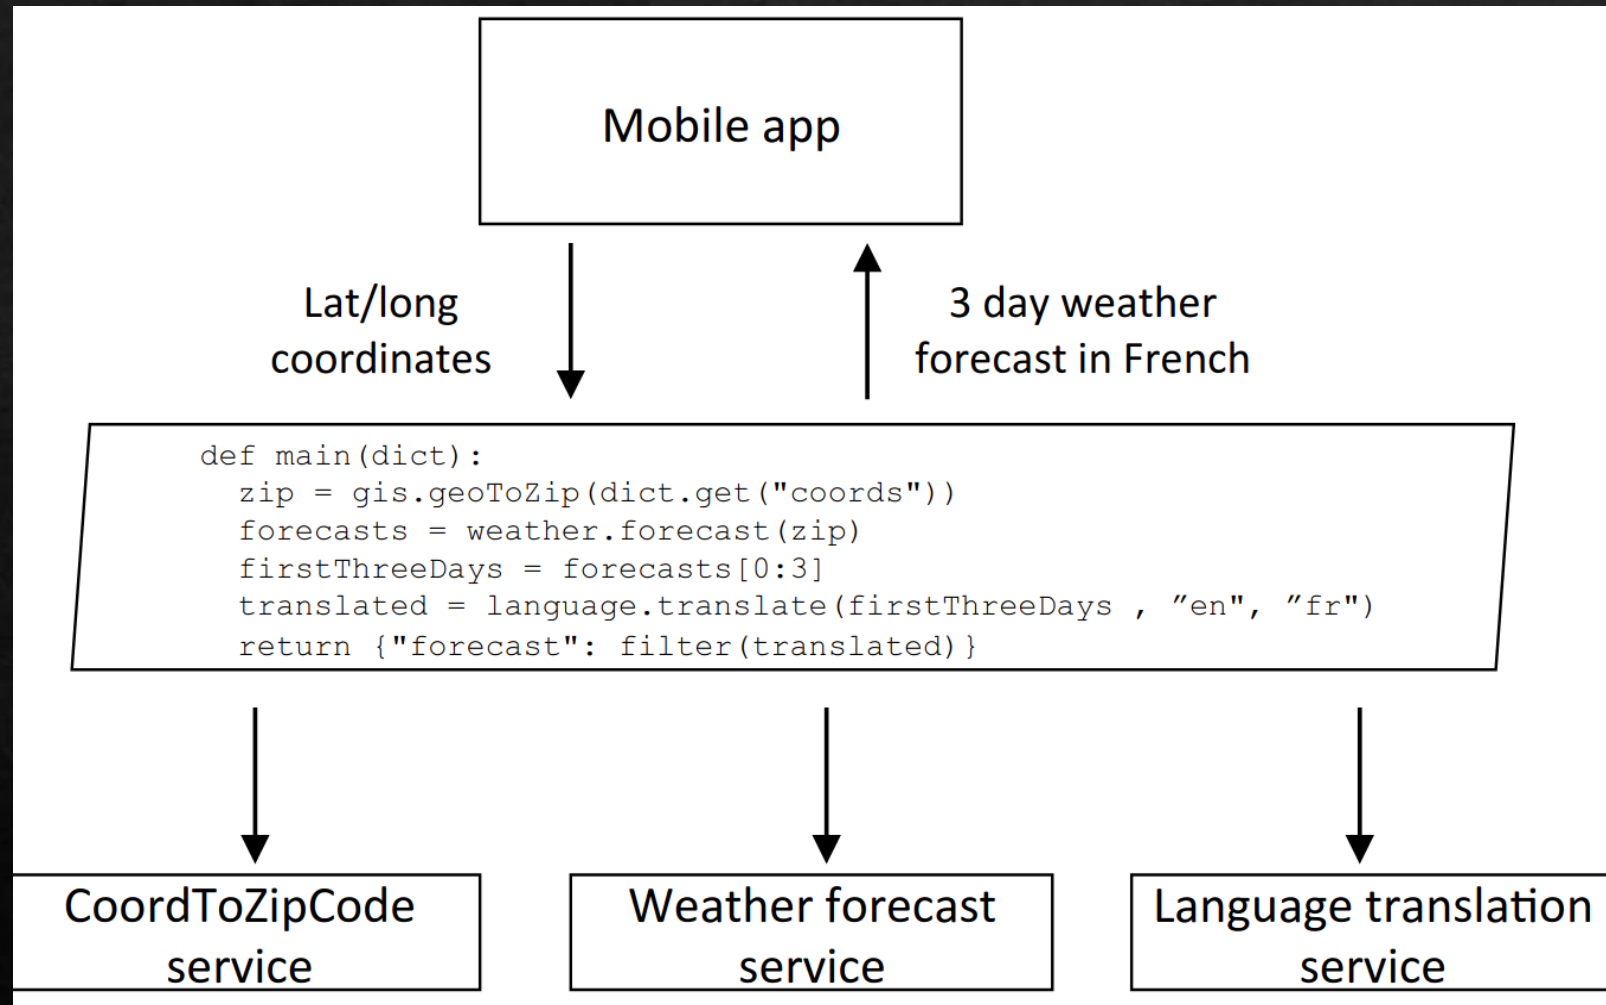 Mobile app
Lat/long
coordinates
3 day weather
forecast in French
def main(dict):
  zip = gis.geoToZip(dict.get("coords"))
  forecasts = weather.forecast(zip)
  firstThreeDays = forecasts[0:3]
  translated = language.translate(firstThreeDays , ″en", ″fr")
  return {"forecast": filter(translated)}
CoordToZipCode
service
Weather forecast
service
Language translation
service